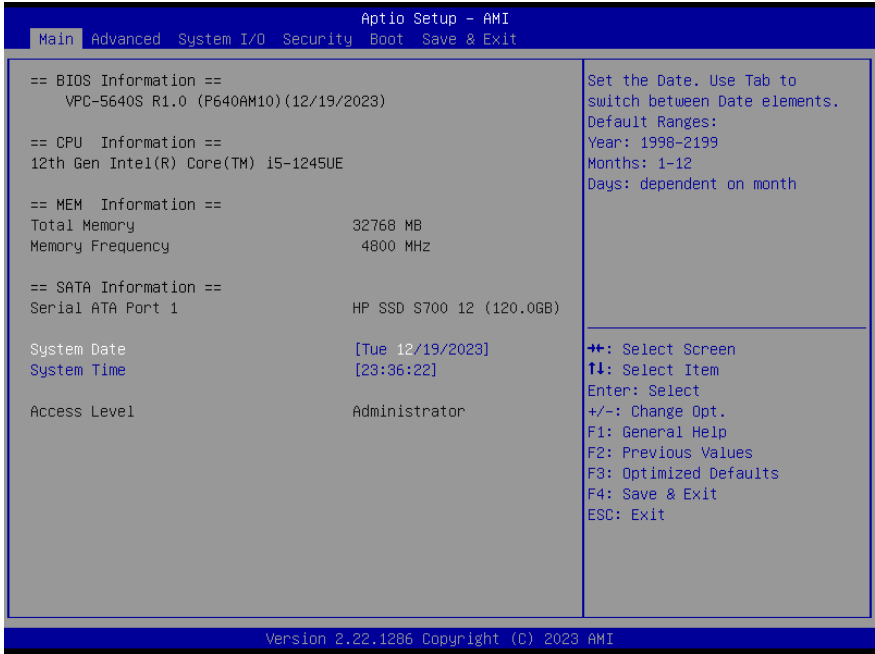 Aptio Setup – AMI
Main Advanced System I/O Security Boot Save & Exit
== BIOS Information ==
VPC-5640S R1.0 (P640AM10)(12/19/2023)
== CPU Information ==
12th Gen Intel(R) Core(TM) i5-1245UE
== MEM Information ==
Total Memory 32768 MB
Memory Frequency 4800 MHz
== SATA Information ==
Serial ATA Port 1 HP SSD S700 12 (120.0GB)
System Date [Tue 12/19/2023]
System Time [23:36:22]
Access Level Administrator
Set the Date. Use Tab to
switch between Date elements.
Default Ranges:
Year: 1998-2199
Months: 1-12
Days: dependent on month
→←: Select Screen
↑↓: Select Item
Enter: Select
+/-: Change Opt.
F1: General Help
F2: Previous Values
F3: Optimized Defaults
F4: Save & Exit
ESC: Exit
Version 2.22.1286 Copyright (C) 2023 AMI